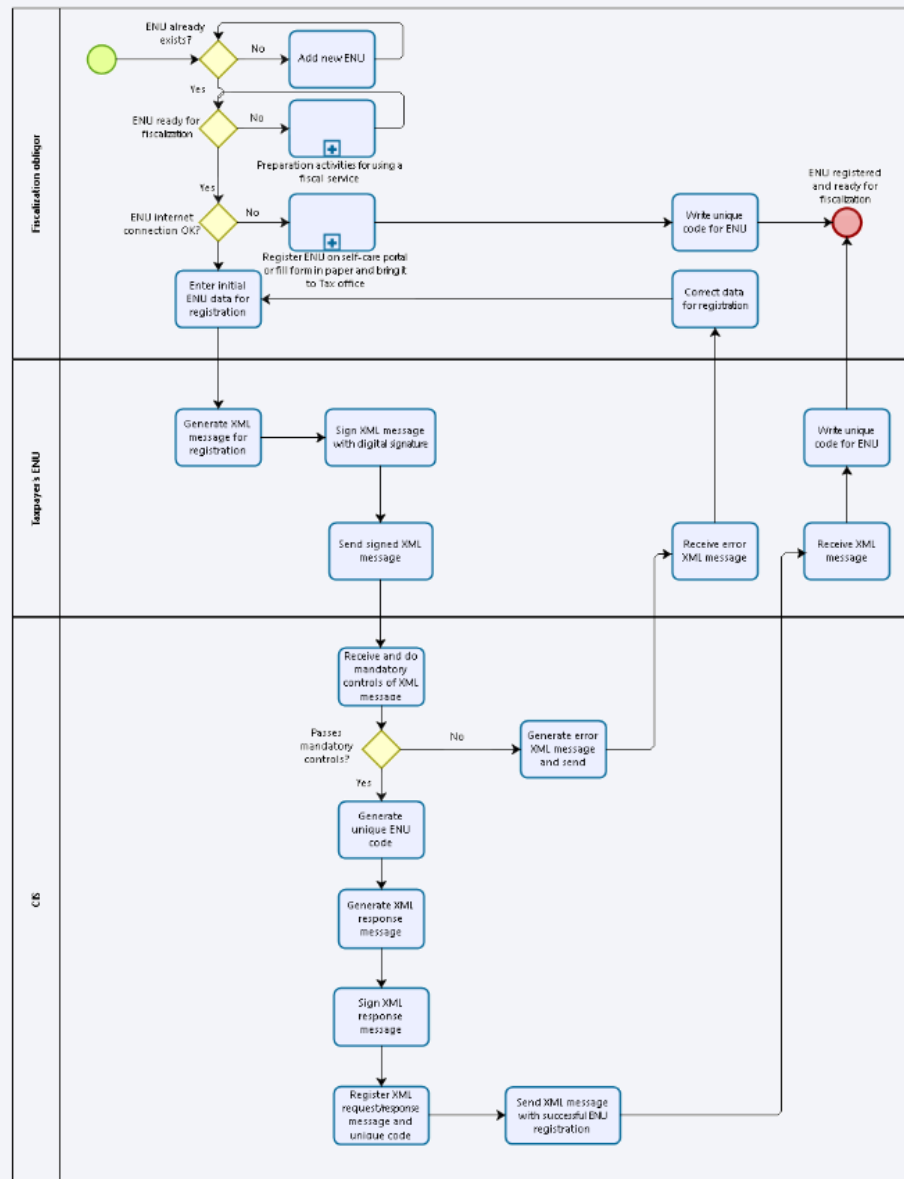 ENU already
exists?
No
Add new ENU
Yes
ENU ready for
fiscalization
No
Preparation activities for using a
fiscal service
Yes
ENU internet
connection OK?
No
Register ENU on self-care portal
or fill form in paper and bring it
to Tax office
Write unique
code for ENU
ENU registered
and ready for
fiscalization
Fiscalization obligor
Enter initial
ENU data for
registration
Correct data
for registration
Taxpayer's ENU
Generate XML
message for
registration
Sign XML message
with digital signature
Write unique
code for ENU
Send signed XML
message
Receive error
XML message
Receive XML
message
CIS
Receive and do
mandatory
controls of XML
message
Passes
mandatory
controls?
No
Generate error
XML message
and send
Yes
Generate
unique ENU
code
Generate XML
response
message
Sign XML
response
message
Register XML
request/response
message and
unique code
Send XML message
with successful ENU
registration